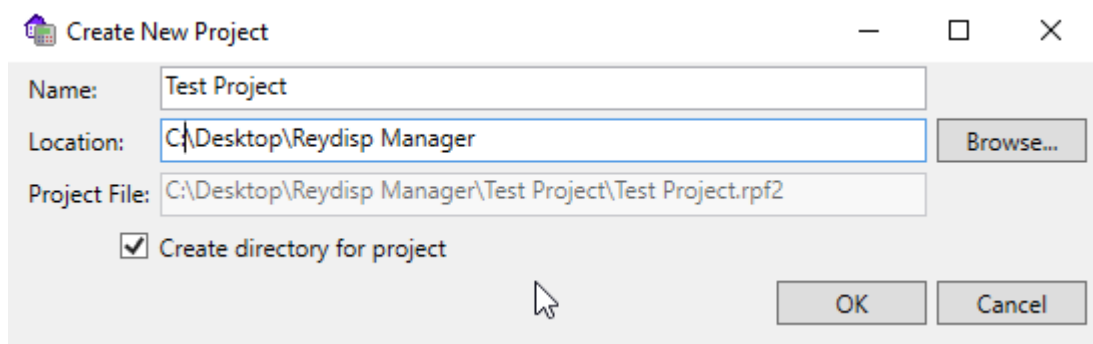 Create New Project
Name: Test Project
Location: C:\Desktop\Reydisp Manager Browse...
Project File: C:\Desktop\Reydisp Manager\Test Project\Test Project.rpf2
Create directory for project
OK Cancel